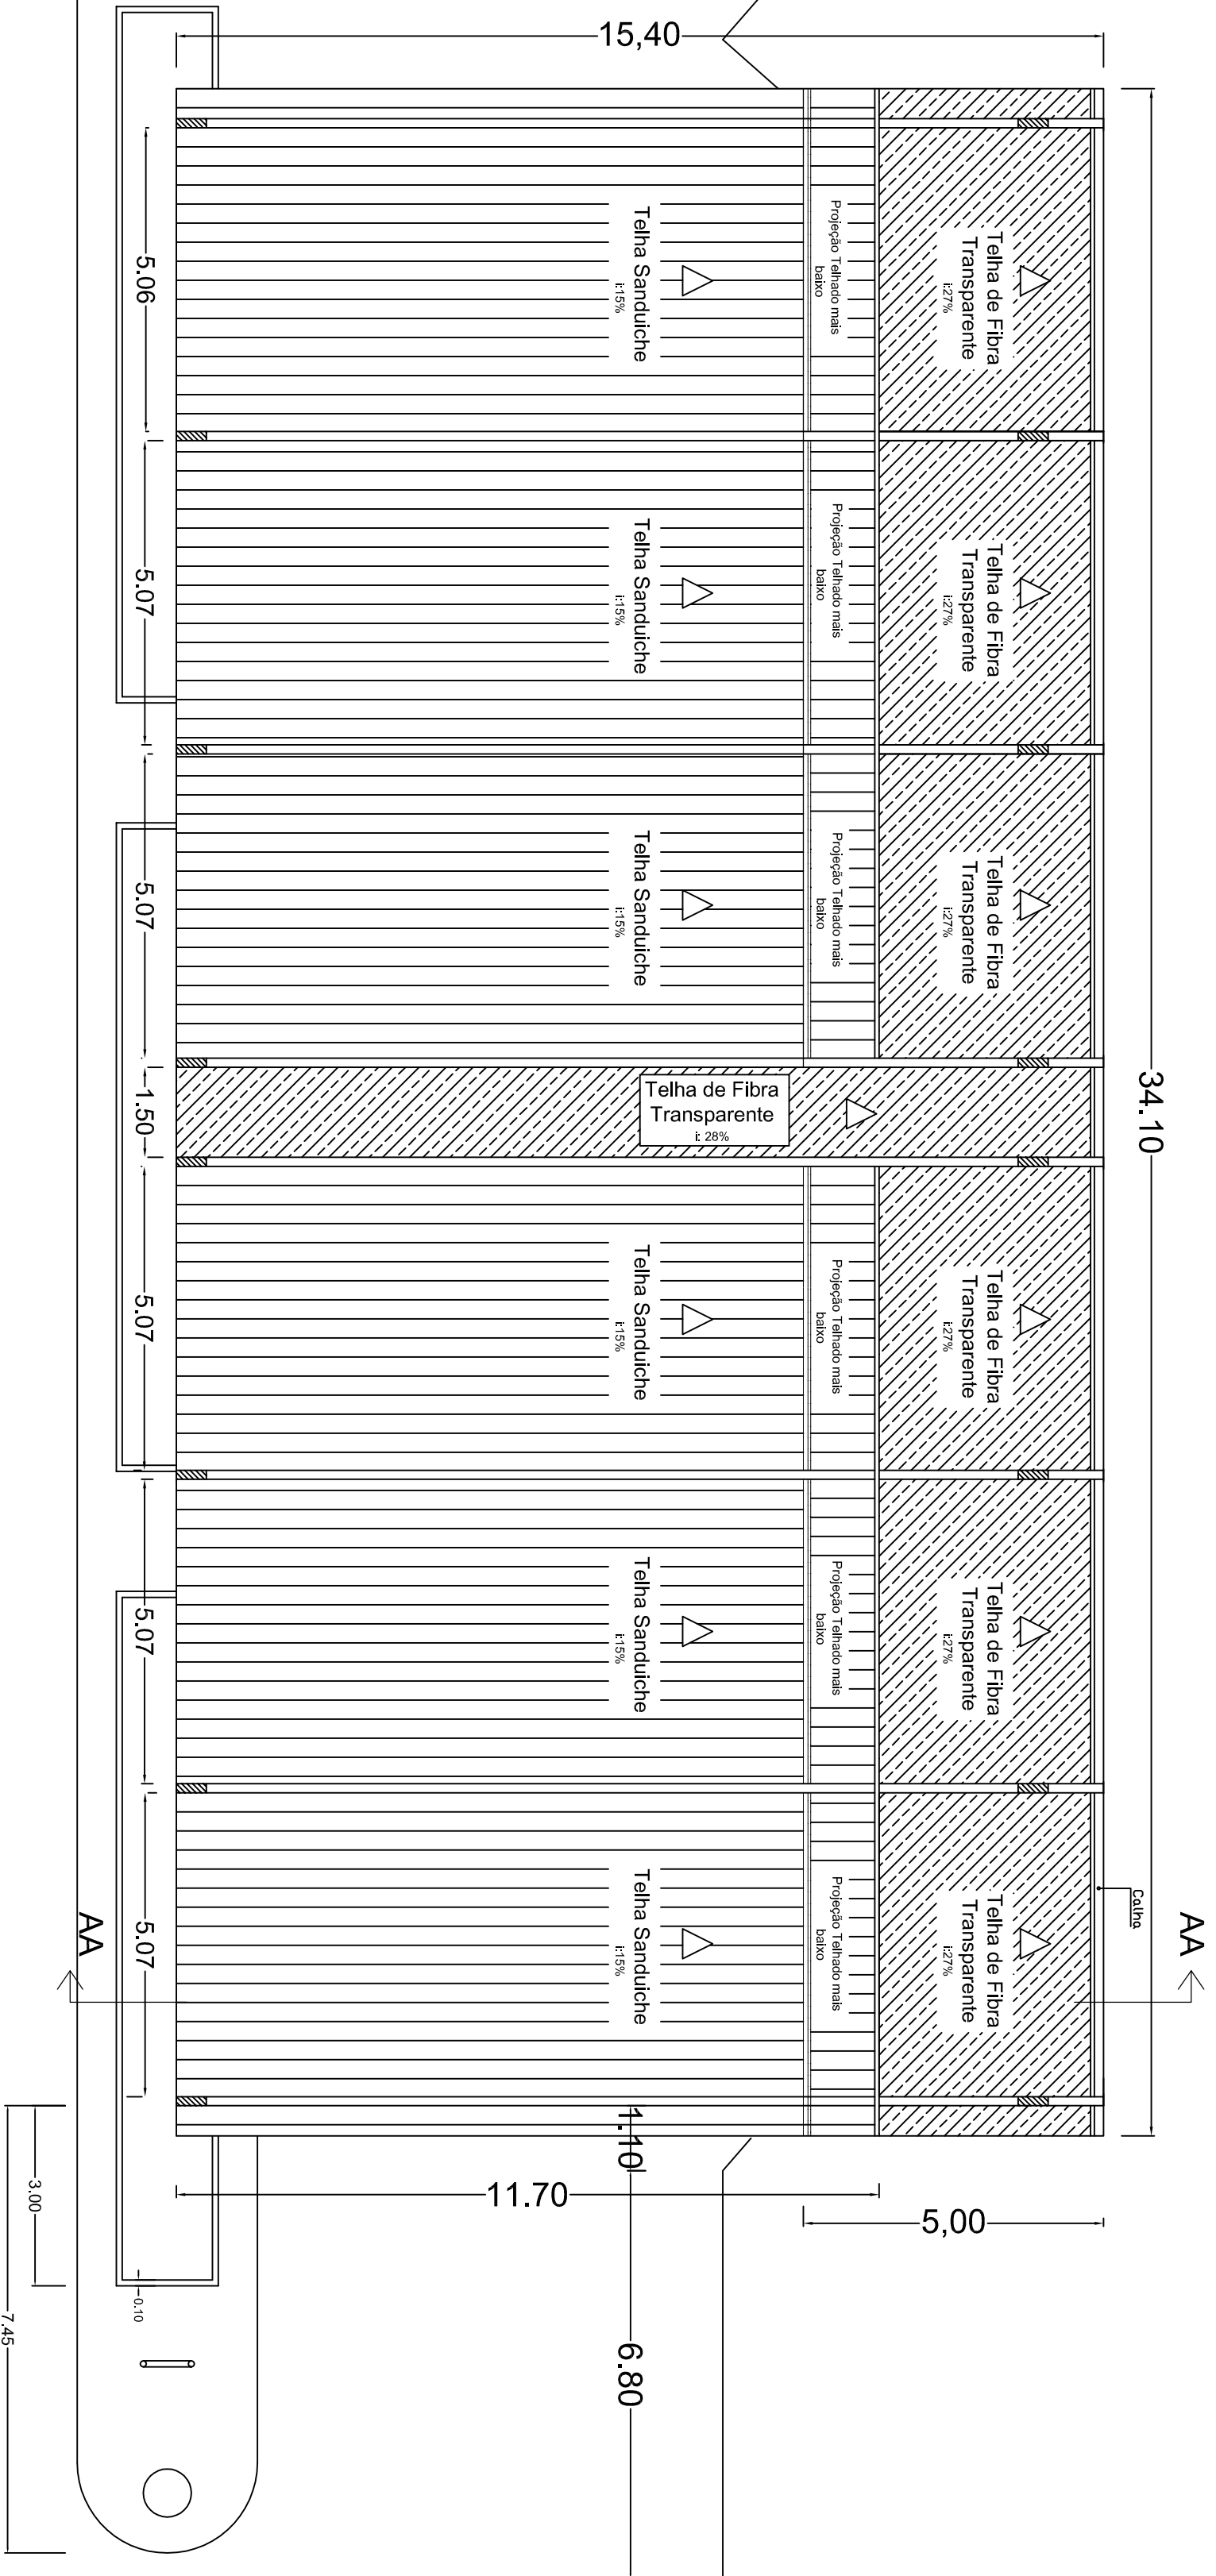 15,40
34.10
Telha de Fibra
Transparente
i:27%
Projeção Telhado mais
baixo
Telha Sanduiche
i:15%
5.06
Telha de Fibra
Transparente
i:27%
Projeção Telhado mais
baixo
Telha Sanduiche
i:15%
5.07
Telha de Fibra
Transparente
i:27%
Projeção Telhado mais
baixo
Telha Sanduiche
i:15%
5.07
Telha de Fibra
Transparente
i: 28%
1.50
Telha de Fibra
Transparente
i:27%
Projeção Telhado mais
baixo
Telha Sanduiche
i:15%
5.07
Telha de Fibra
Transparente
i:27%
Projeção Telhado mais
baixo
Telha Sanduiche
i:15%
5.07
Calha
Telha de Fibra
Transparente
i:27%
Projeção Telhado mais
baixo
Telha Sanduiche
i:15%
5.07
AA
AA
1.10
11.70
5,00
3.00
0.10
7.45
6.80